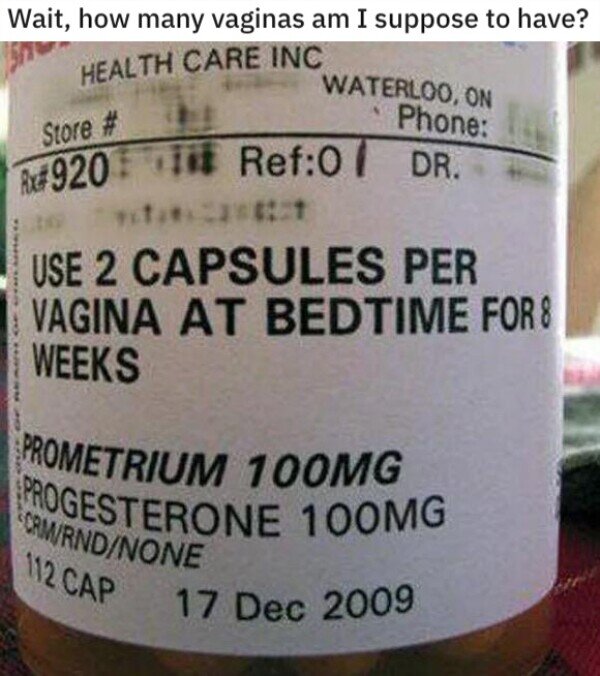 Wait, how many vaginas am I suppose to have?
HEALTH CARE INC
WATERLOO, ON
Store # Phone:
Rx#920 Ref:0 DR.
USE 2 CAPSULES PER
VAGINA AT BEDTIME FOR 8
WEEKS
PROMETRIUM 100MG
PROGESTERONE 100MG
CRM/RND/NONE
112 CAP 17 Dec 2009